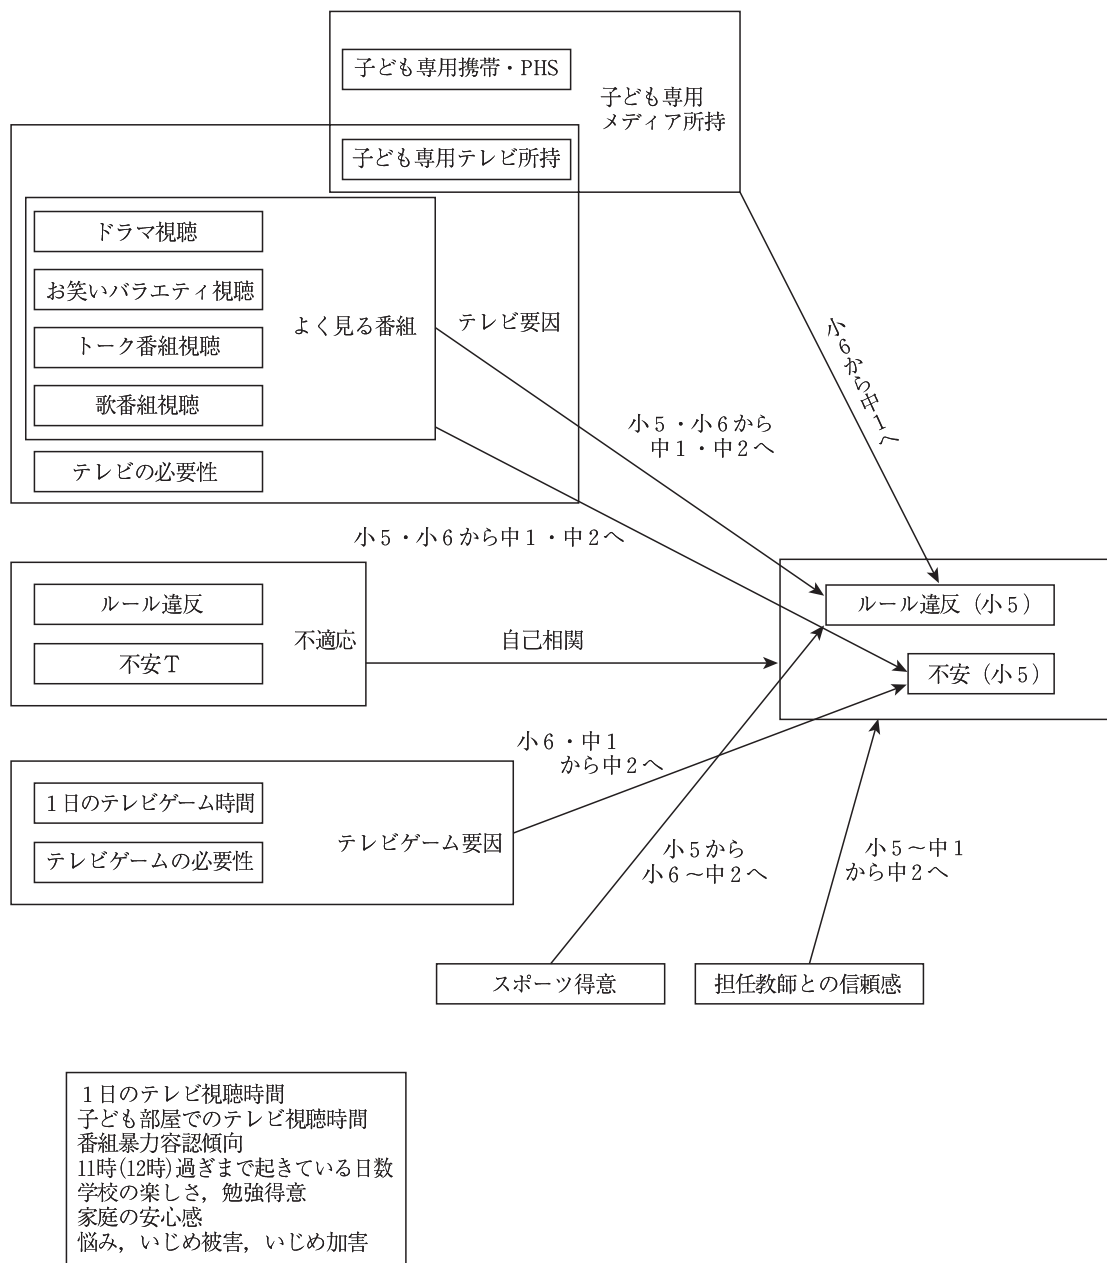 子ども専用携帯・PHS
子ども専用
メディア所持
子ども専用テレビ所持
ドラマ視聴
お笑いバラエティ視聴
よく見る番組
テレビ要因
トーク番組視聴
歌番組視聴
テレビの必要性
小6から中1へ
小5・小6から
中1・中2へ
小5・小6から中1・中2へ
ルール違反
不安T
不適応
自己相関
ルール違反（小5）
不安（小5）
小6・中1
から中2へ
1日のテレビゲーム時間
テレビゲームの必要性
テレビゲーム要因
小5から
小6～中2へ
小5～中1
から中2へ
スポーツ得意
担任教師との信頼感
1日のテレビ視聴時間
子ども部屋でのテレビ視聴時間
番組暴力容認傾向
11時(12時)過ぎまで起きている日数
学校の楽しさ，勉強得意
家庭の安心感
悩み，いじめ被害，いじめ加害